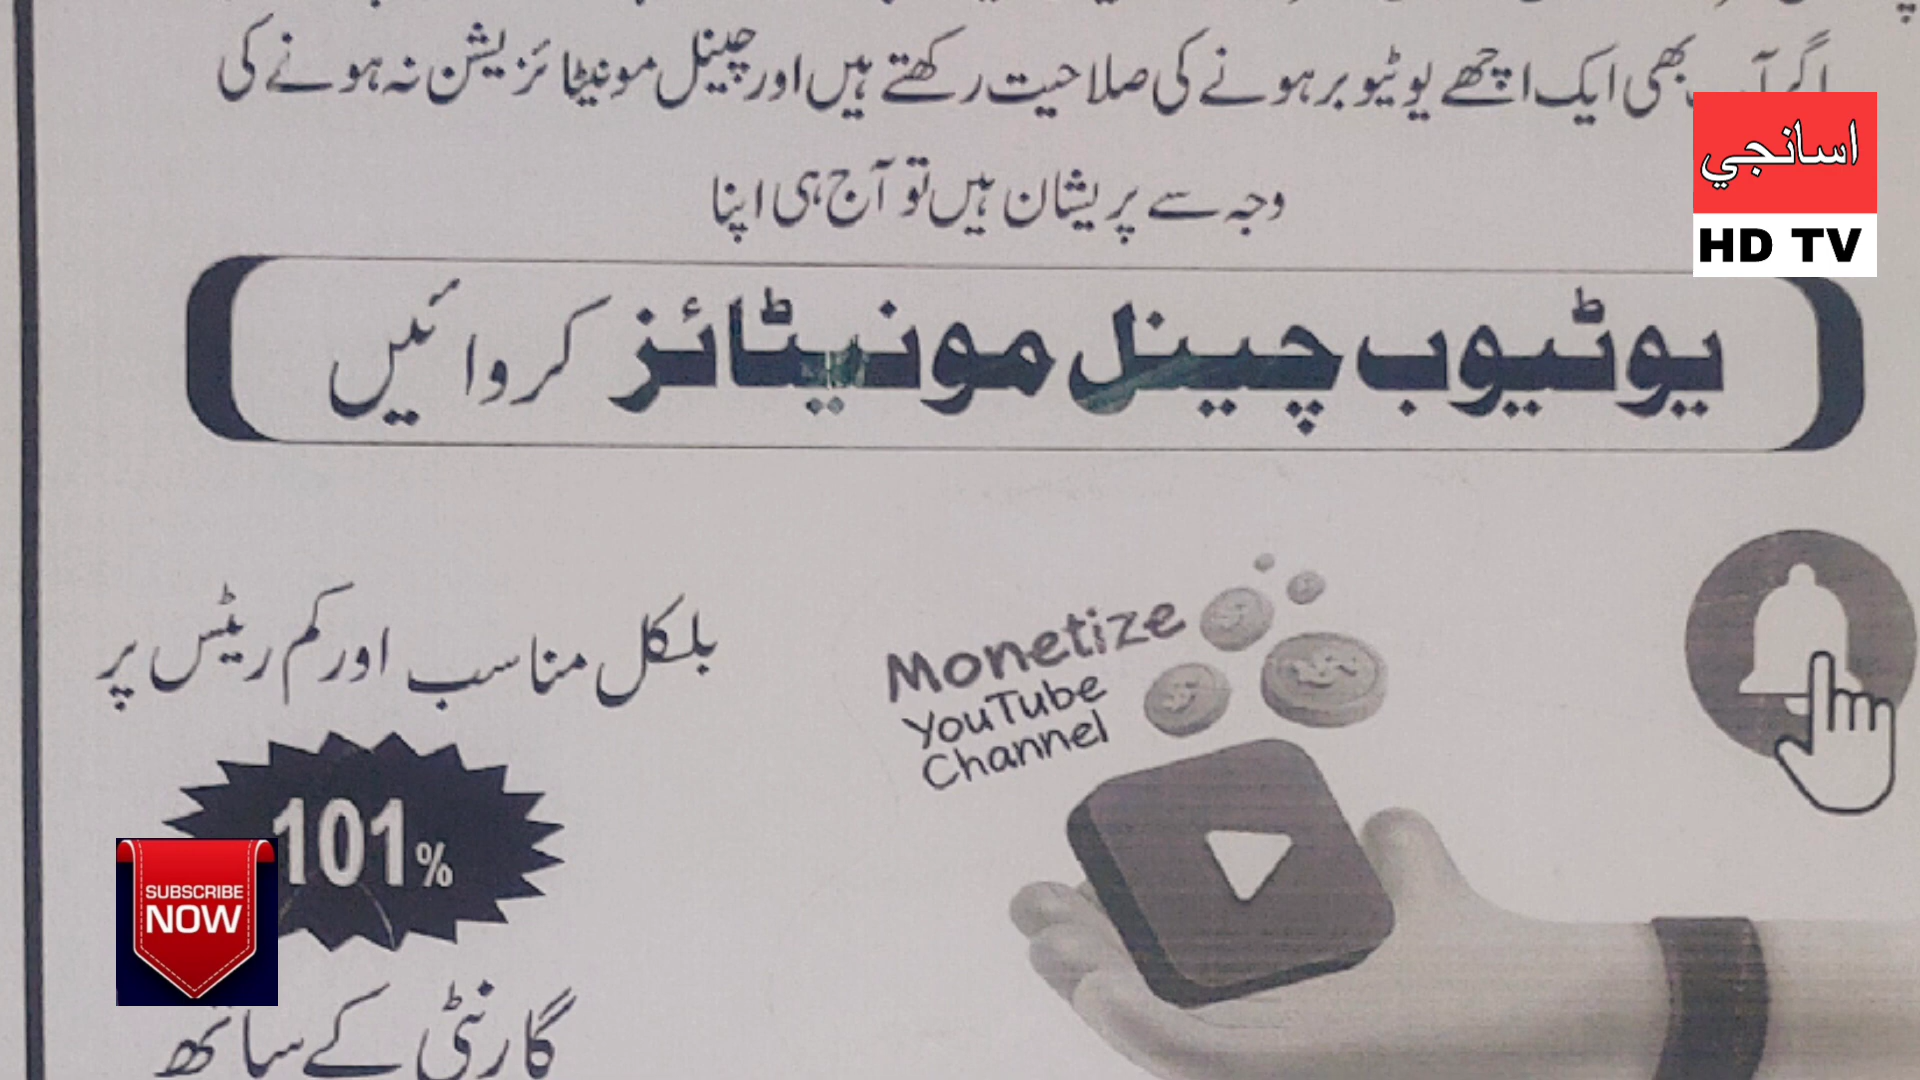 اگر آپ بھی ایک اچھے یوٹیوبر ہونے کی صلاحیت رکھتے ہیں اور چینل مونیٹائزیشن نہ ہونے کی
وجہ سے پریشان ہیں تو آج ہی اپنا
یوٹیوب چینل مونیٹائز کروائیں
اسانجي
HD TV
Monetize
YouTube
Channel
بلکل مناسب اور کم ریٹس پر
101%
SUBSCRIBE
NOW
گارنٹی کے ساتھ